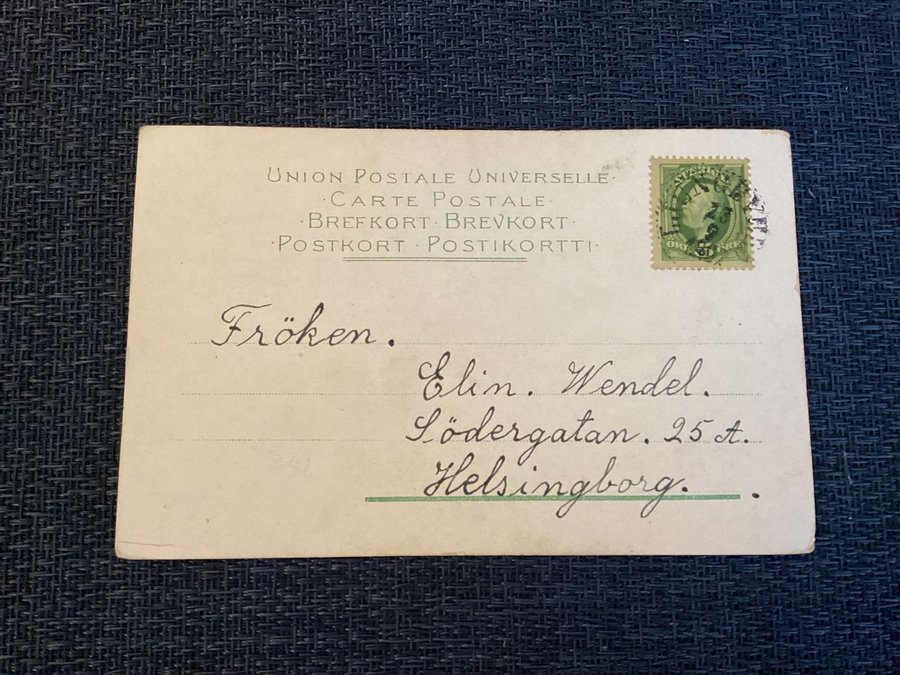 UNION POSTALE UNIVERSELLE·
·CARTE POSTALE·
·BREFKORT·BREVKORT·
·POSTKORT·POSTIKORTTI·
Fröken.
Elin. Wendel.
Södergatan. 25 A.
Helsingborg.